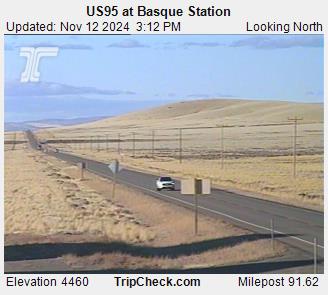 US95 at Basque Station
Updated: Nov 12 2024 3:12 PM Looking North
Elevation 4460 TripCheck.com Milepost 91.62